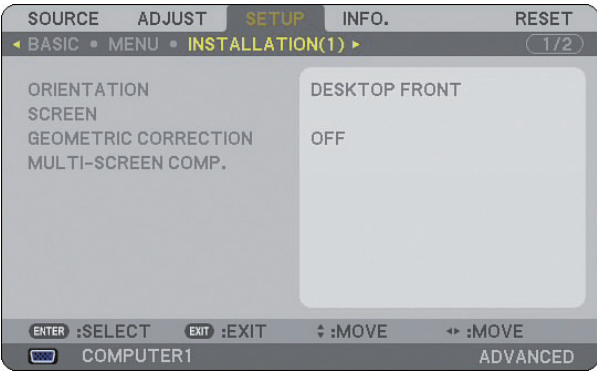 SOURCE ADJUST SETUP INFO. RESET
BASIC • MENU • INSTALLATION(1) 1/2
ORIENTATION DESKTOP FRONT
SCREEN
GEOMETRIC CORRECTION OFF
MULTI-SCREEN COMP.
ENTER :SELECT EXIT :EXIT :MOVE :MOVE
COMPUTER1 ADVANCED